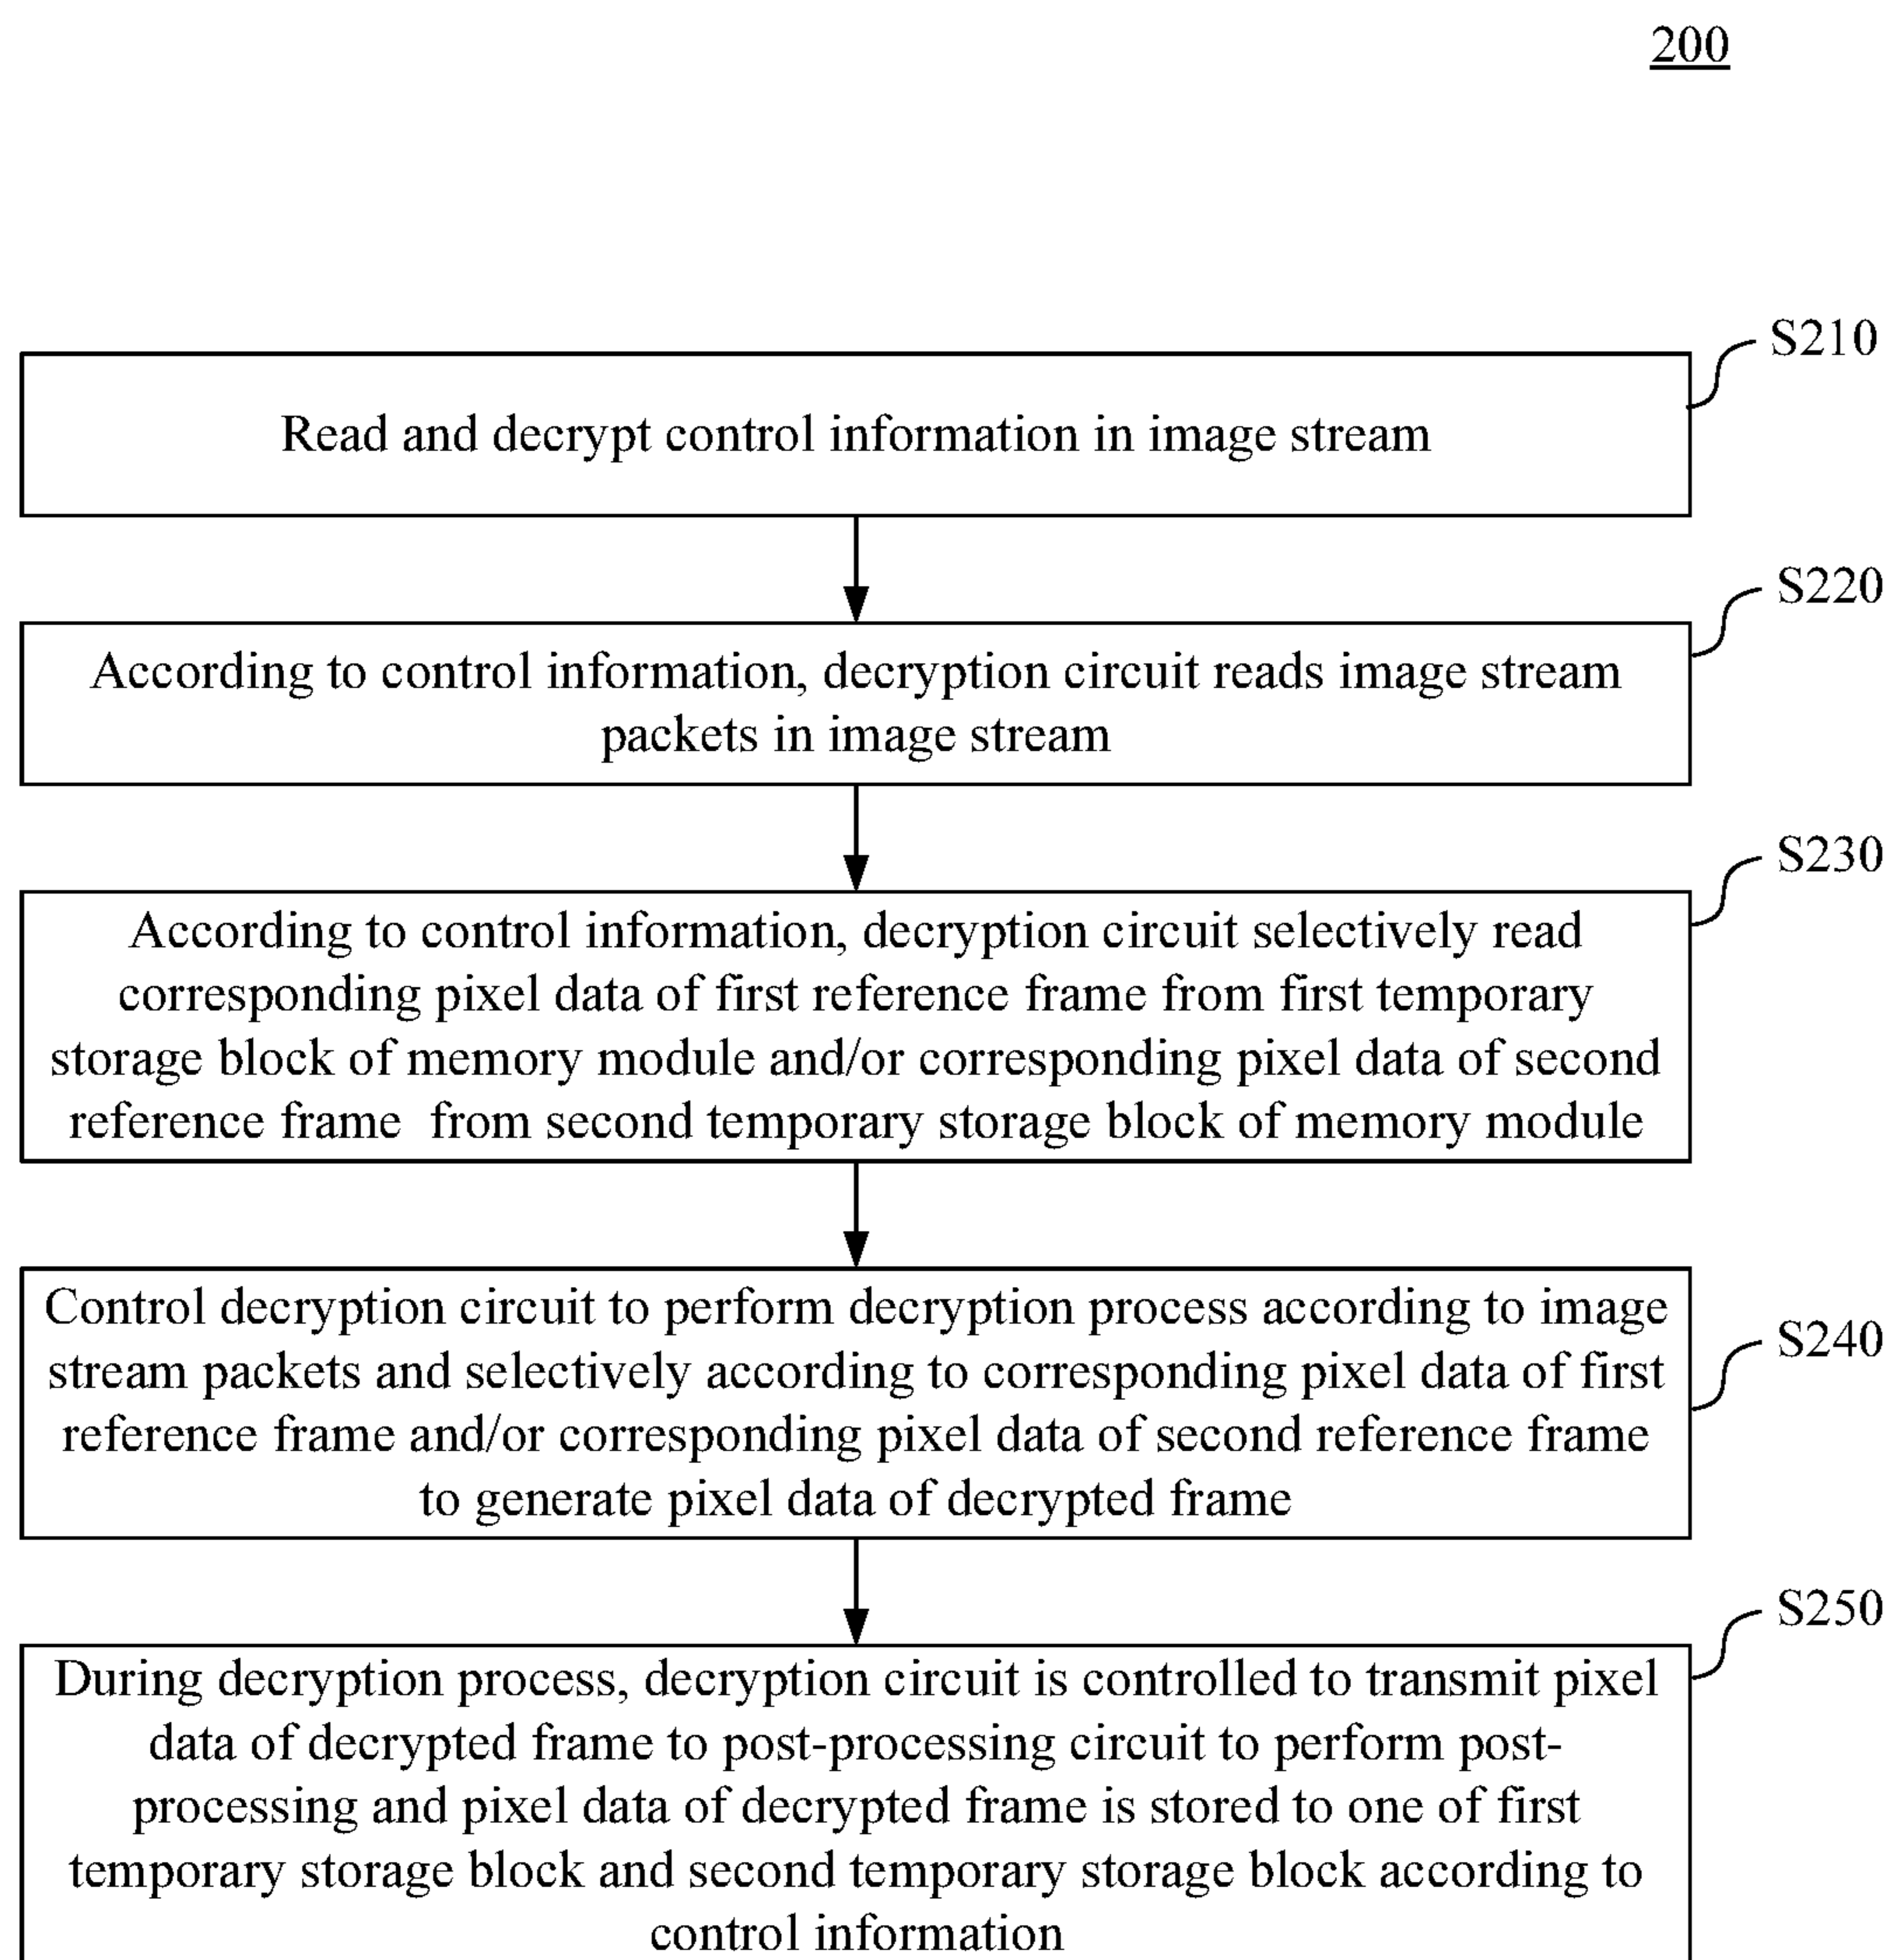 200
S210
Read and decrypt control information in image stream
S220
According to control information, decryption circuit reads image stream
packets in image stream
S230
According to control information, decryption circuit selectively read
corresponding pixel data of first reference frame from first temporary
storage block of memory module and/or corresponding pixel data of second
reference frame from second temporary storage block of memory module
S240
Control decryption circuit to perform decryption process according to image
stream packets and selectively according to corresponding pixel data of first
reference frame and/or corresponding pixel data of second reference frame
to generate pixel data of decrypted frame
S250
During decryption process, decryption circuit is controlled to transmit pixel
data of decrypted frame to post-processing circuit to perform post-
processing and pixel data of decrypted frame is stored to one of first
temporary storage block and second temporary storage block according to
control information